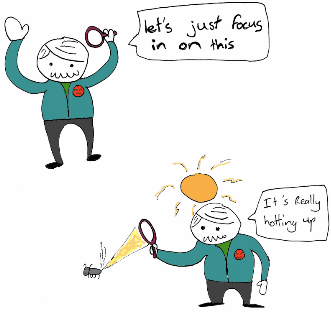 let's just focus
in on this
It's Really
hotting up